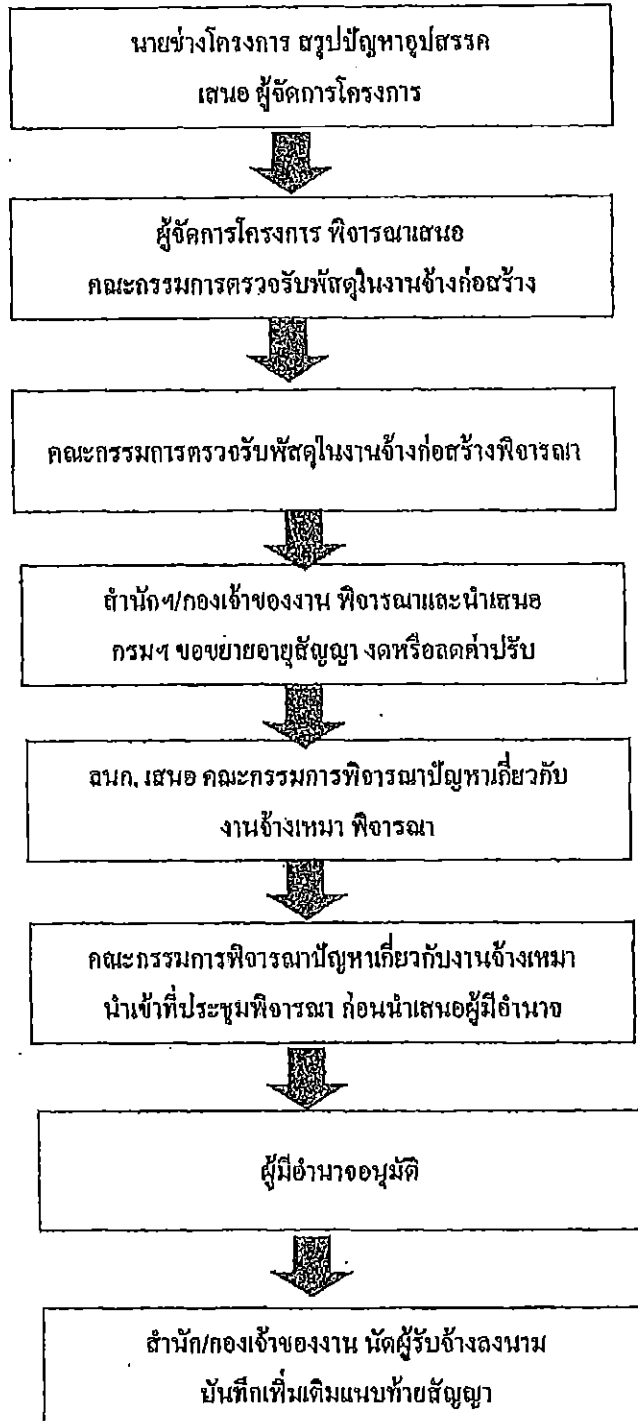 นายช่างโครงการ สรุปปัญหาอุปสรรค
เสนอ ผู้จัดการโครงการ
ผู้จัดการโครงการ พิจารณาเสนอ
คณะกรรมการตรวจรับพัสดุในงานจ้างก่อสร้าง
คณะกรรมการตรวจรับพัสดุในงานจ้างก่อสร้างพิจารณา
สำนักฯ/กองเจ้าของงาน พิจารณาและนำเสนอ
กรมฯ ขอขยายอายุสัญญา งดหรือลดค่าปรับ
ลนก. เสนอ คณะกรรมการพิจารณาปัญหาเกี่ยวกับ
งานจ้างเหมา พิจารณา
คณะกรรมการพิจารณาปัญหาเกี่ยวกับงานจ้างเหมา
นำเข้าที่ประชุมพิจารณา ก่อนนำเสนอผู้มีอำนาจ
ผู้มีอำนาจอนุมัติ
สำนัก/กองเจ้าของงาน นัดผู้รับจ้างลงนาม
บันทึกเพิ่มเติมแนบท้ายสัญญา